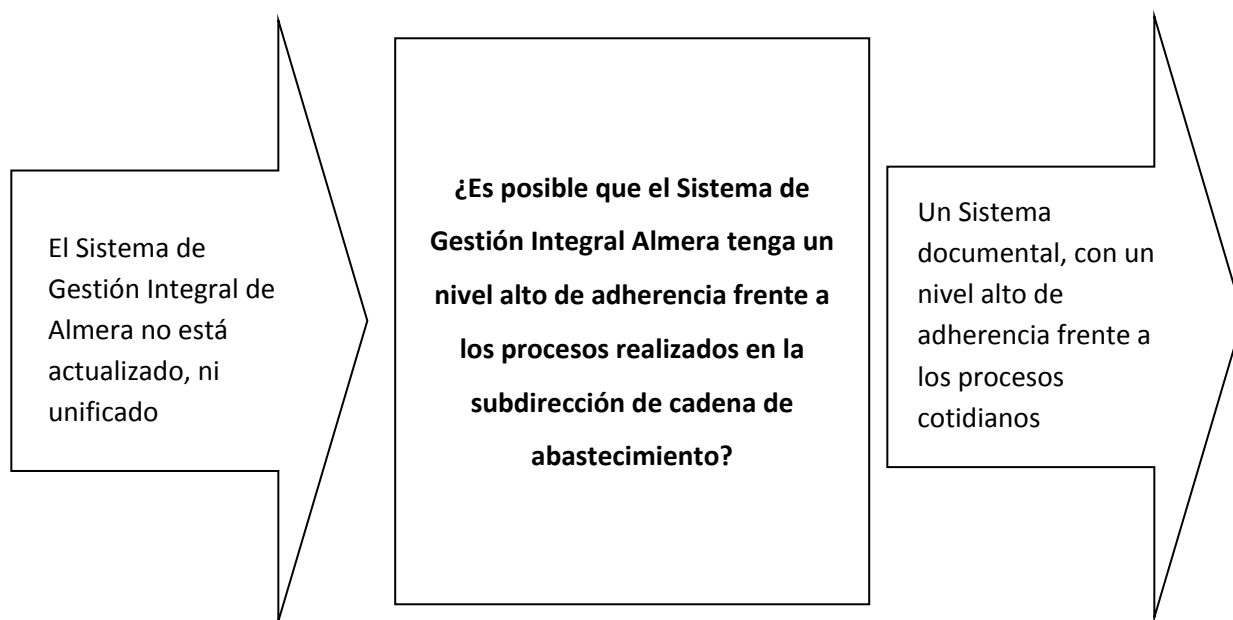 El Sistema de
Gestión Integral de
Almera no está
actualizado, ni
unificado
¿Es posible que el Sistema de
Gestión Integral Almera tenga un
nivel alto de adherencia frente a
los procesos realizados en la
subdirección de cadena de
abastecimiento?
Un Sistema
documental, con un
nivel alto de
adherencia frente a
los procesos
cotidianos